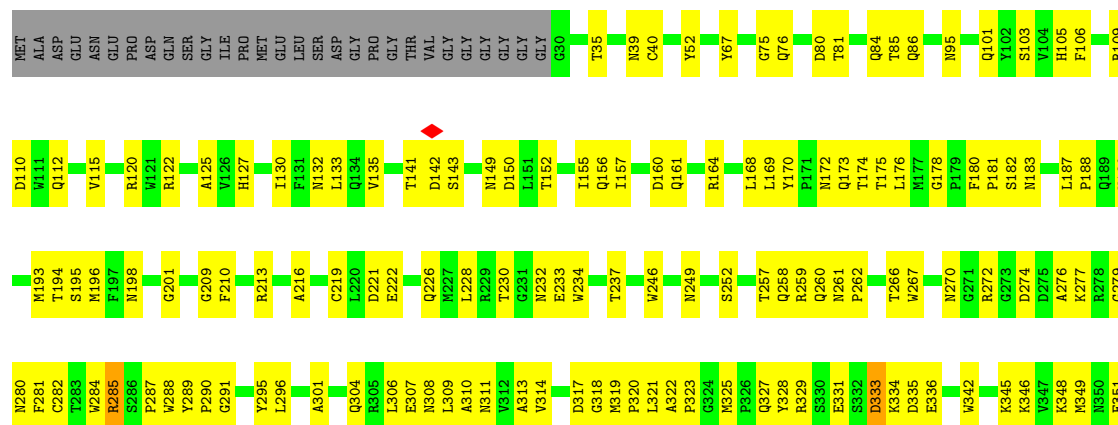 MET ALA ASP GLU ASN GLU PRO ASP GLN SER GLY ILE PRO MET GLU LEU SER ASP GLY PRO GLY THR VAL GLY GLY GLY GLY GLY GLY G30 T35 N39 C40 Y52 Y67 G75 Q76 D80 T81 Q84 T85 Q86 N95 Q101 Y102 S103 V104 H105 F106 R109
D110 W111 Q112 V115 R120 W121 R122 A125 V126 H127 I130 F131 N132 L133 Q134 V135 T141 D142 S143 N149 D150 L151 T152 I155 Q156 I157 D160 Q161 R164 L168 L169 Y170 P171 N172 Q173 T174 T175 L176 M177 G178 P179 F180 P181 S182 N183 L187 P188 Q189
M193 T194 S195 M196 F197 N198 G201 G209 F210 R213 A216 C219 L220 D221 E222 Q226 M227 L228 R229 T230 G231 N232 E233 W234 T237 W246 N249 S252 T257 Q258 R259 Q260 N261 P262 T266 W267 N270 G271 R272 G273 D274 D275 A276 K277 R278
N280 F281 C282 T283 W284 R285 S286 P287 W288 Y289 P290 G291 Y295 L296 A301 Q304 R305 L306 E307 N308 L309 A310 N311 V312 A313 V314 D317 G318 M319 P320 L321 A322 P323 G324 M325 P326 Q327 Y328 R329 S330 E331 S332 D333 K334 D335 E336 W342 K345 K346 V347 K348 M349 N350